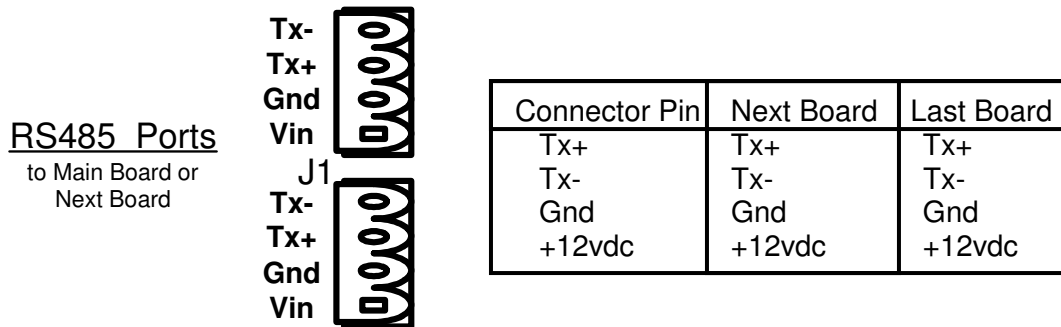 RS485 Ports
to Main Board or
Next Board
Tx-
Tx+
Gnd
Vin
J1
Tx-
Tx+
Gnd
Vin
Connector Pin Next Board Last Board
Tx+ Tx+ Tx+
Tx- Tx- Tx-
Gnd Gnd Gnd
+12vdc +12vdc +12vdc